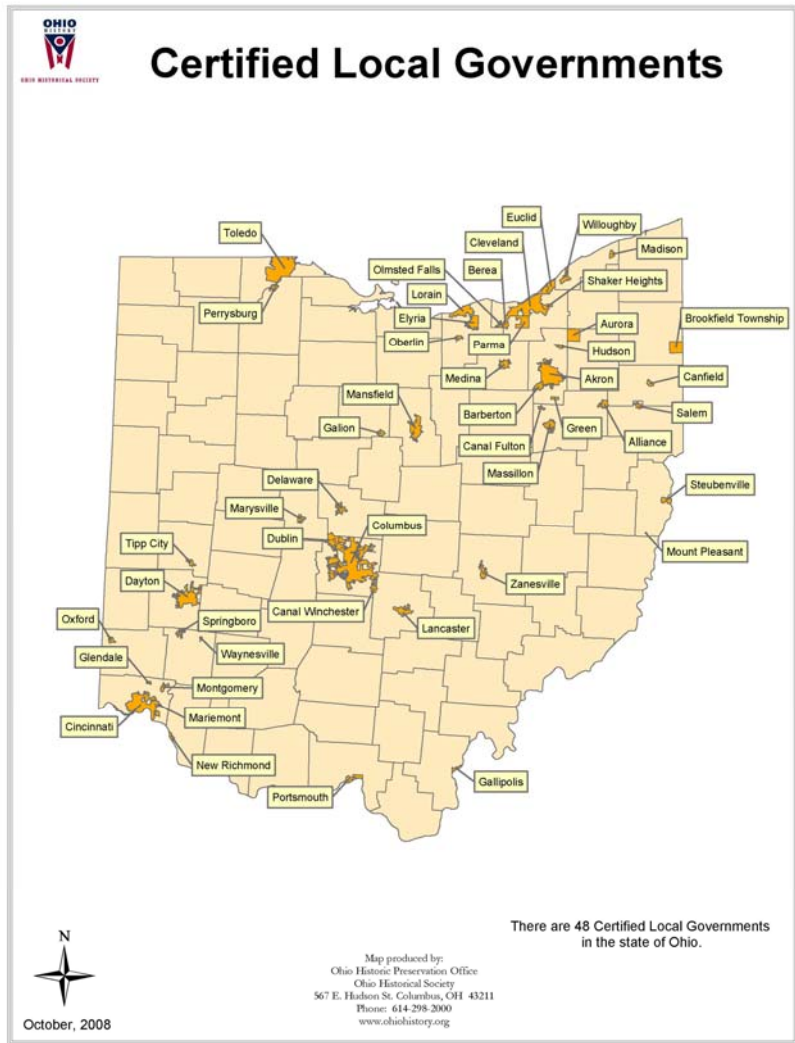 OHIO
HISTORY
OHIO HISTORICAL SOCIETY
Certified Local Governments
Euclid
Willoughby
Toledo
Cleveland
Madison
Olmsted Falls
Berea
Shaker Heights
Lorain
Perrysburg
Elyria
Aurora
Brookfield Township
Oberlin
Parma
Hudson
Medina
Akron
Canfield
Mansfield
Barberton
Salem
Galion
Green
Canal Fulton
Alliance
Massillon
Delaware
Steubenville
Marysville
Columbus
Dublin
Tipp City
Mount Pleasant
Dayton
Zanesville
Canal Winchester
Oxford
Springboro
Lancaster
Glendale
Waynesville
Montgomery
Mariemont
Cincinnati
New Richmond
Gallipolis
Portsmouth
There are 48 Certified Local Governments
in the state of Ohio.
N
Map produced by:
Ohio Historic Preservation Office
Ohio Historical Society
567 E. Hudson St. Columbus, OH 43211
Phone: 614-298-2000
www.ohiohistory.org
October, 2008